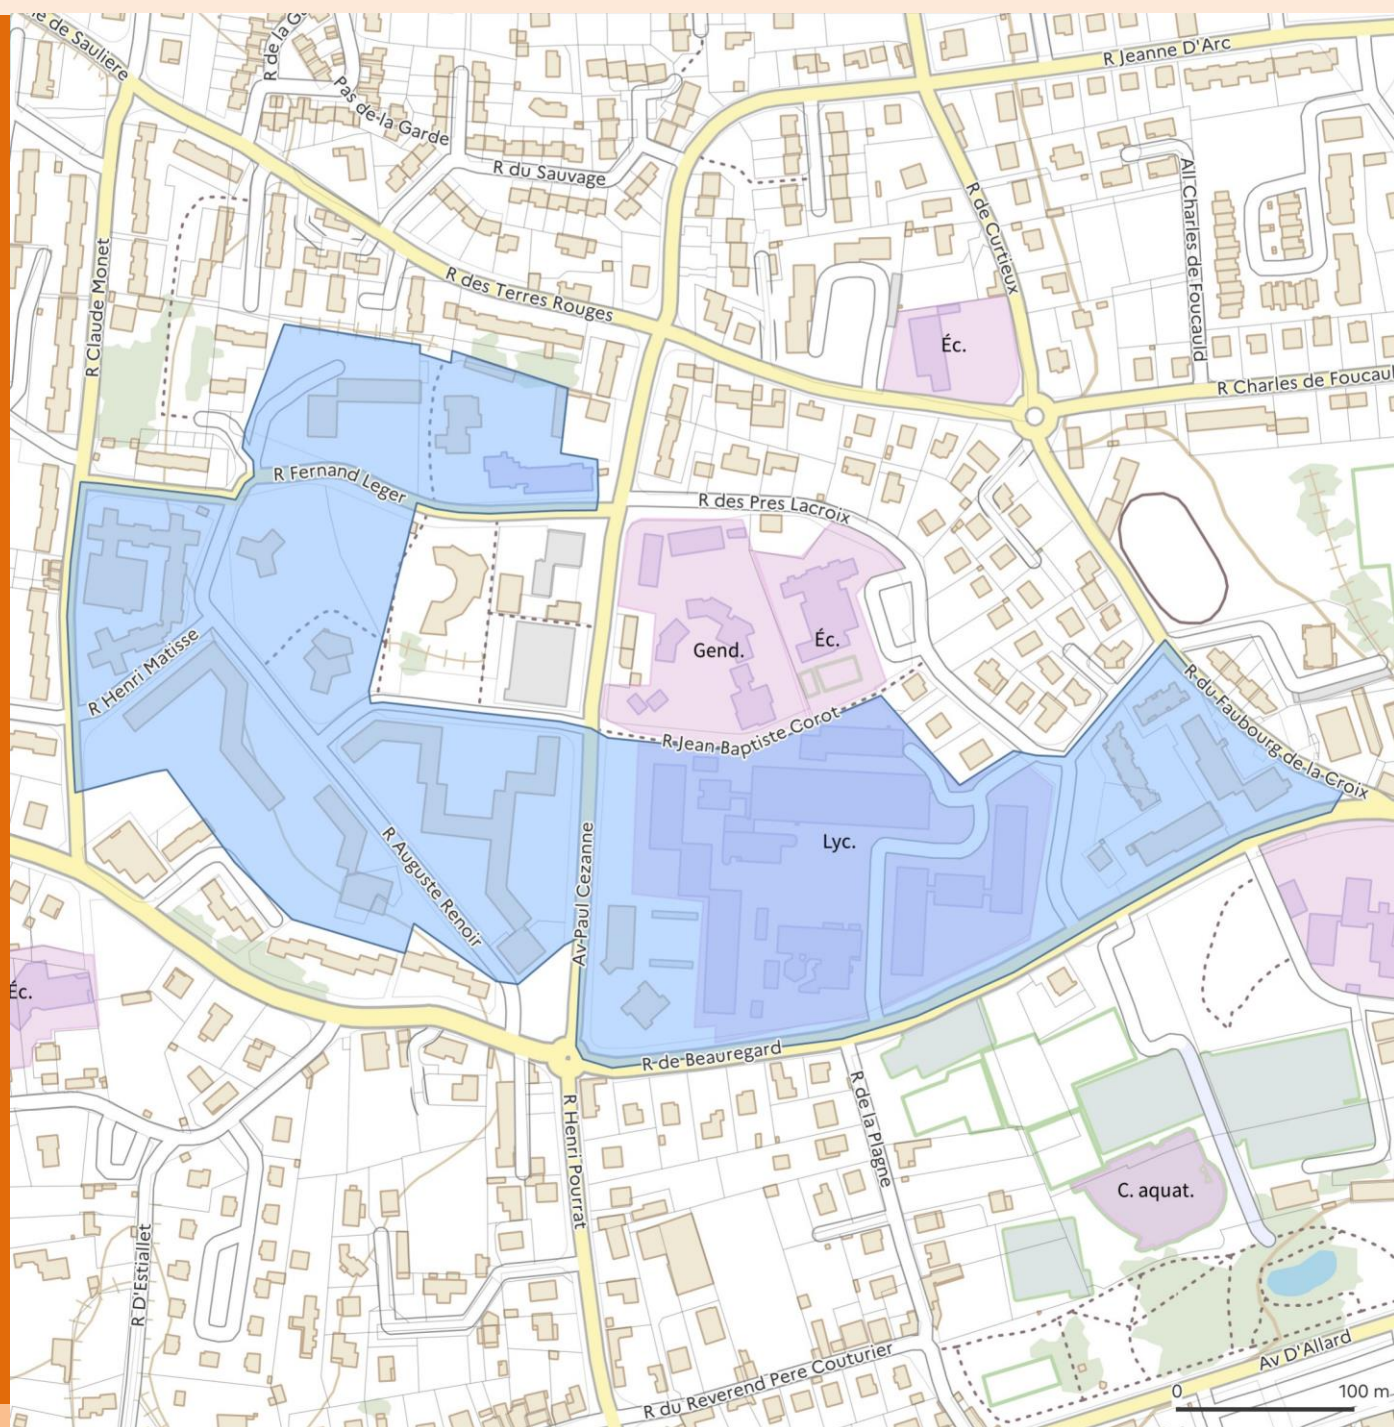 e de Saulière
R de la Ga
Pas de la Garde
R Jeanne D'Arc
R du Sauvage
All Charles de Foucauld
R de Curtieux
R Claude Monet
R des Terres Rouges
Éc.
R Charles de Foucaul
R Fernand Leger
R des Pres Lacroix
Gend.
Éc.
R Henri Matisse
R Jean Baptiste Corot
R du Faubourg de la Croix
R Auguste Renoir
Av Paul Cezanne
Lyc.
Éc.
R de Beauregard
R Henri Pourrat
R de la Plagne
C. aquat.
R D'Estiallet
Av D'Allard
R du Reverend Pere Couturier
0 100 m